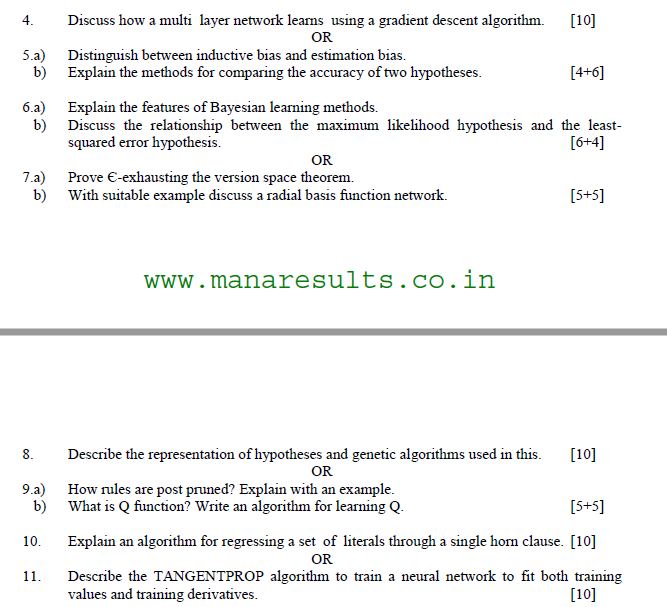 4. Discuss how a multi layer network learns using a gradient descent algorithm. [10]
OR
5.a) Distinguish between inductive bias and estimation bias.
b) Explain the methods for comparing the accuracy of two hypotheses. [4+6]
6.a) Explain the features of Bayesian learning methods.
b) Discuss the relationship between the maximum likelihood hypothesis and the least-
squared error hypothesis. [6+4]
OR
7.a) Prove Є-exhausting the version space theorem.
b) With suitable example discuss a radial basis function network. [5+5]
www.manaresults.co.in
8. Describe the representation of hypotheses and genetic algorithms used in this. [10]
OR
9.a) How rules are post pruned? Explain with an example.
b) What is Q function? Write an algorithm for learning Q. [5+5]
10. Explain an algorithm for regressing a set of literals through a single horn clause. [10]
OR
11. Describe the TANGENTPROP algorithm to train a neural network to fit both training
values and training derivatives. [10]